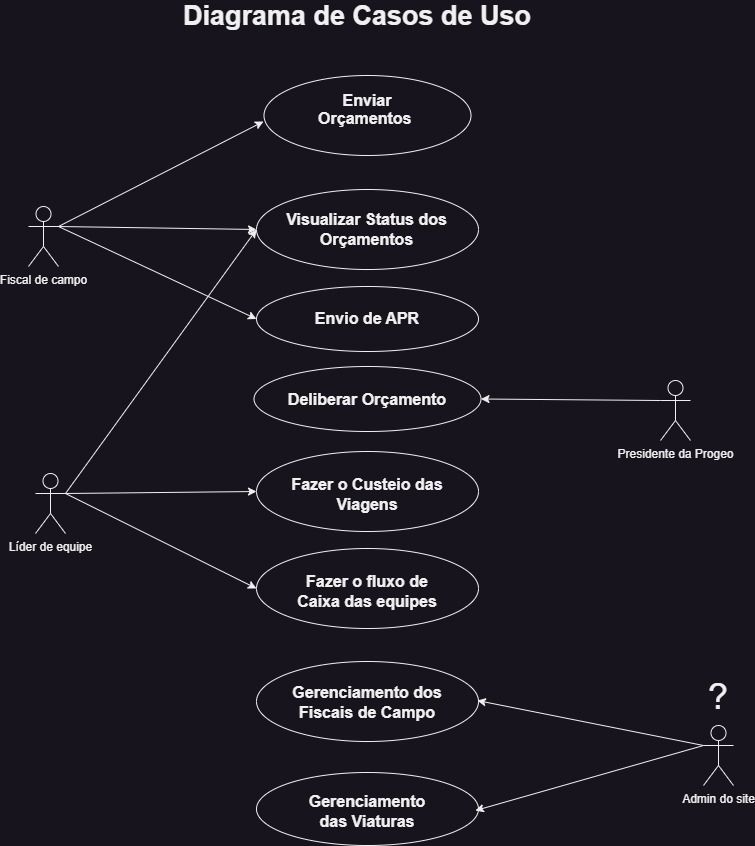 Diagrama de Casos de Uso
Enviar
Orçamentos
Visualizar Status dos
Orçamentos
Fiscal de campo
Envio de APR
Deliberar Orçamento
Presidente da Progeo
Fazer o Custeio das
Viagens
Líder de equipe
Fazer o fluxo de
Caixa das equipes
Gerenciamento dos
Fiscais de Campo
?
Admin do site
Gerenciamento
das Viaturas